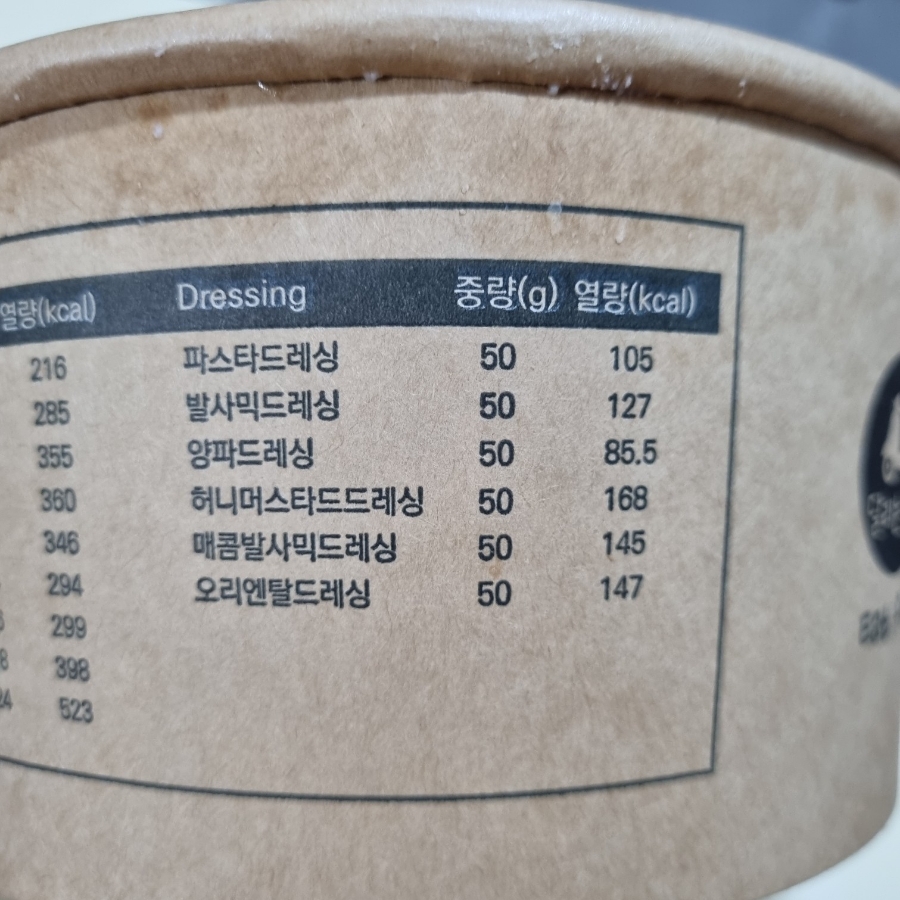 열량(kcal) Dressing 중량(g) 열량(kcal)
216 파스타드레싱 50 105
285 발사믹드레싱 50 127
355 양파드레싱 50 85.5
360 허니머스타드드레싱 50 168
346 매콤발사믹드레싱 50 145
294 오리엔탈드레싱 50 147
299
398
523